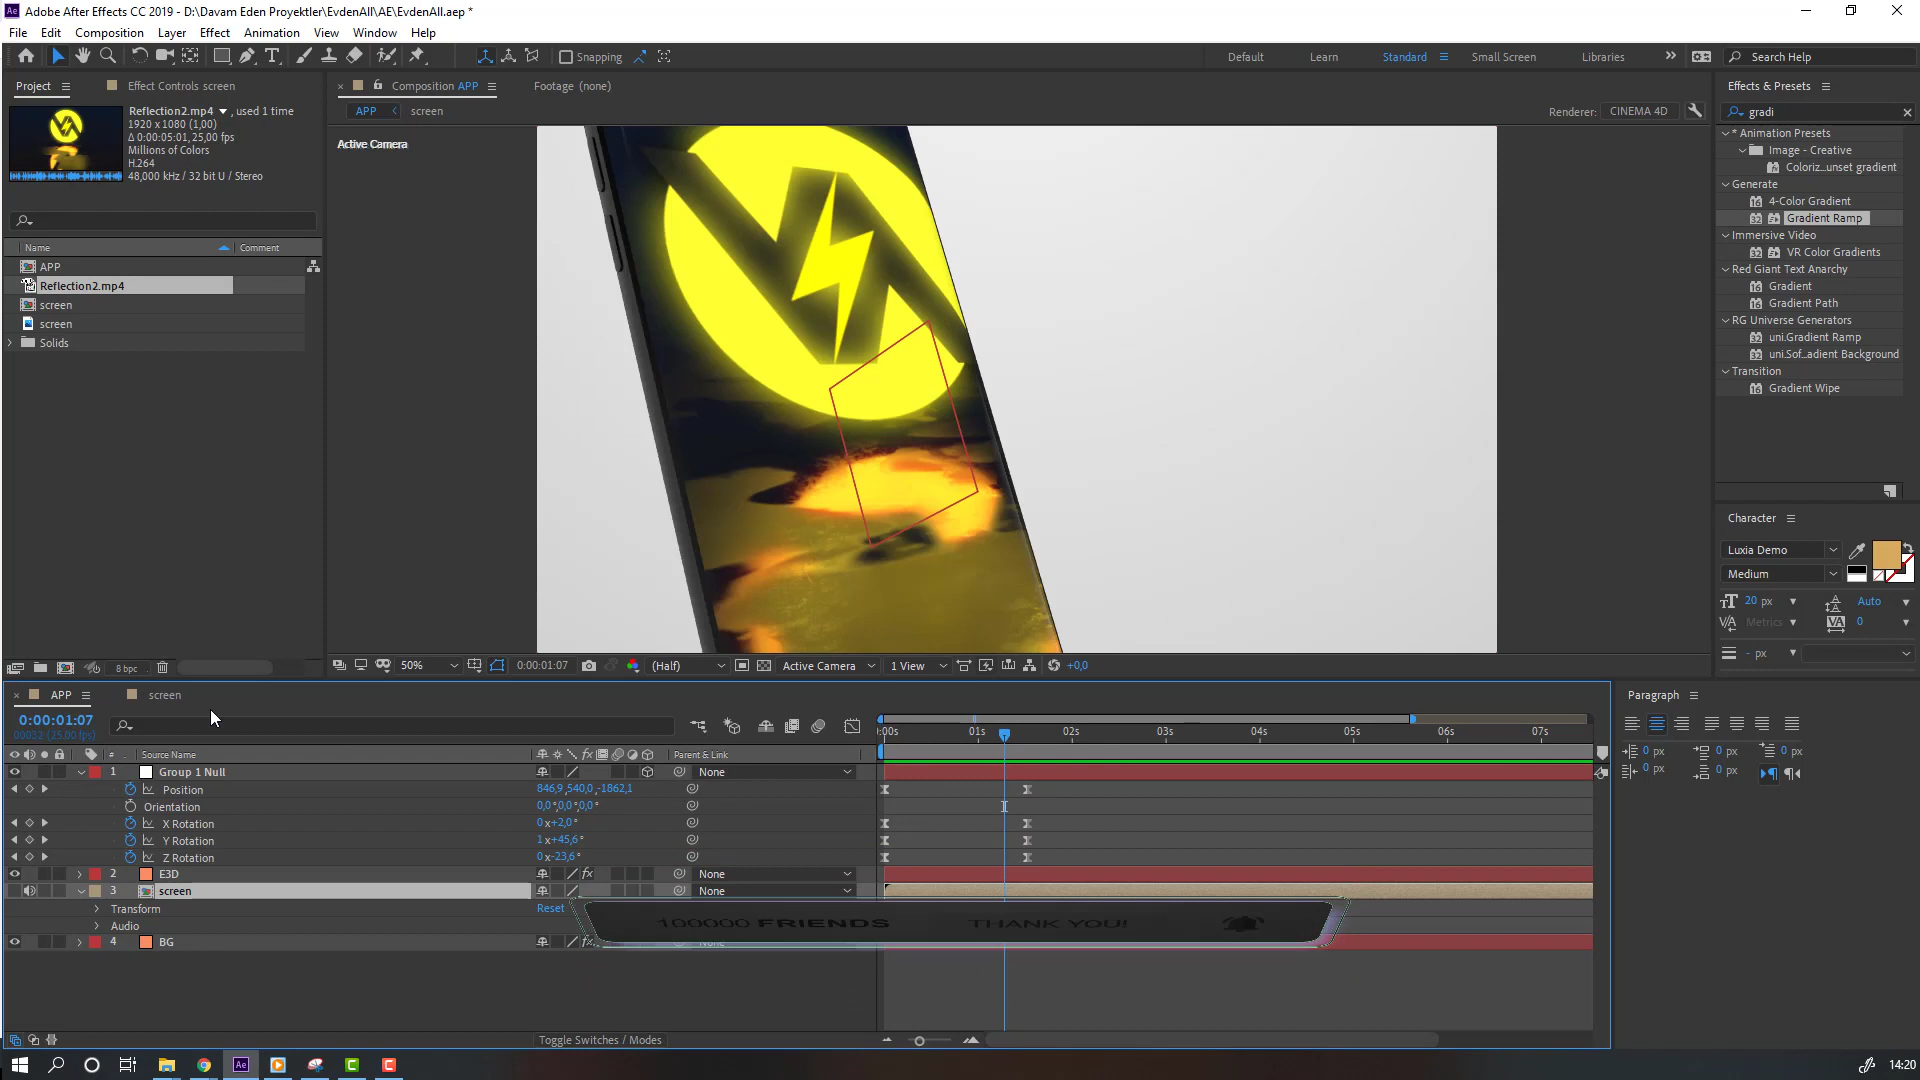 Adobe After Effects CC 2019 - D:\Davam Eden Proyektler\EvdenAll\AE\EvdenAll.aep *
File Edit Composition Layer Effect Animation View Window Help
Snapping Default Learn Standard Small Screen Libraries Search Help
Project Effect Controls screen Composition APP Footage (none) Effects & Presets
Reflection2.mp4 , used 1 time
1920 x 1080 (1,00)
Δ 0:00:05:01, 25,00 fps
Millions of Colors
H.264
48,000 kHz / 32 bit U / Stereo
APP screen Renderer: CINEMA 4D
Active Camera
gradi
* Animation Presets
Image - Creative
Coloriz...unset gradient
Generate
4-Color Gradient
Gradient Ramp
Immersive Video
VR Color Gradients
Red Giant Text Anarchy
Gradient
Gradient Path
RG Universe Generators
uni.Gradient Ramp
uni.Sof...adient Background
Transition
Gradient Wipe
Name Comment
APP
Reflection2.mp4
screen
screen
Solids
Character
Luxia Demo
Medium
20 px Auto
Metrics 0
- px
8 bpc
50% 0:00:01:07 (Half) Active Camera 1 View +0,0
APP screen
0:00:01:07
00032 (25.00 fps)
:00s 01s 02s 03s 04s 05s 06s 07s
# Source Name Parent & Link
1 Group 1 Null None
Position 846,9,540,0,-1862,1
Orientation 0,0°,0,0°,0,0°
X Rotation 0x+2,0°
Y Rotation 1x+45,6°
Z Rotation 0x-23,6°
2 E3D None
3 screen None
Transform Reset
Audio
4 BG None
100000 FRIENDS THANK YOU!
Toggle Switches / Modes
Paragraph
0 px 0 px 0 px
0 px 0 px
14:20